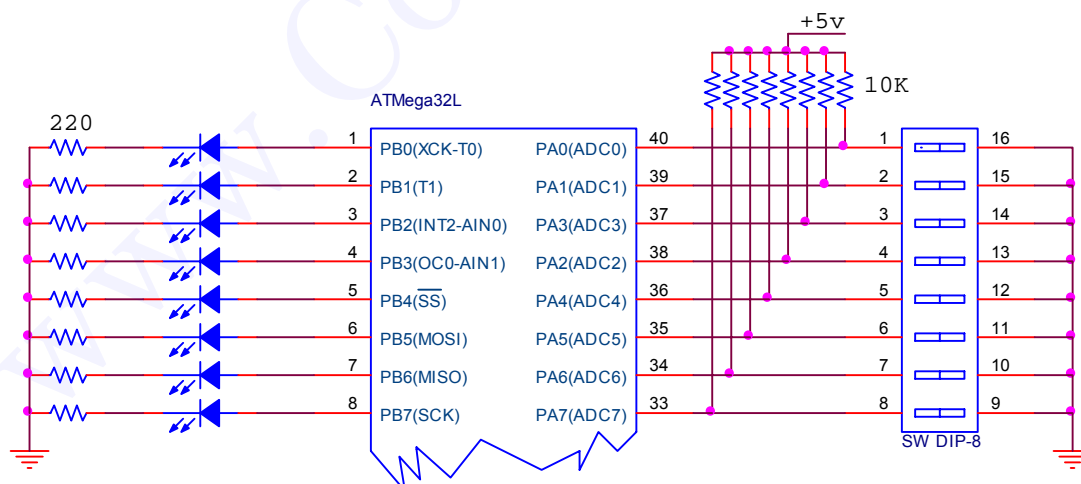 www.Co
+5v
10K
ATMega32L
220
1 PB0(XCK-T0) PA0(ADC0) 40 1 16
2 PB1(T1) PA1(ADC1) 39 2 15
3 PB2(INT2-AIN0) PA3(ADC3) 37 3 14
4 PB3(OC0-AIN1) PA2(ADC2) 38 4 13
5 PB4(SS) PA4(ADC4) 36 5 12
6 PB5(MOSI) PA5(ADC5) 35 6 11
7 PB6(MISO) PA6(ADC6) 34 7 10
8 PB7(SCK) PA7(ADC7) 33 8 9
SW DIP-8